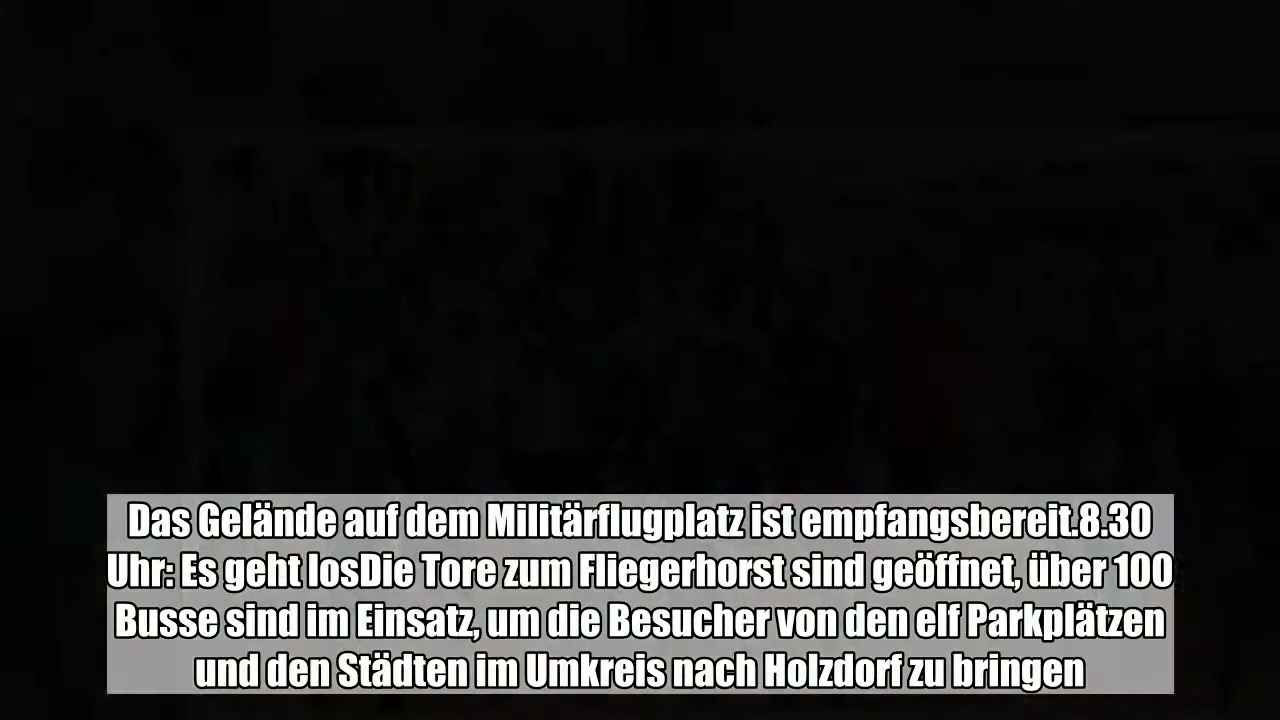 Das Gelände auf dem Militärflugplatz ist empfangsbereit.8.30
Uhr: Es geht losDie Tore zum Fliegerhorst sind geöffnet, über 100
Busse sind im Einsatz, um die Besucher von den elf Parkplätzen
und den Städten im Umkreis nach Holzdorf zu bringen